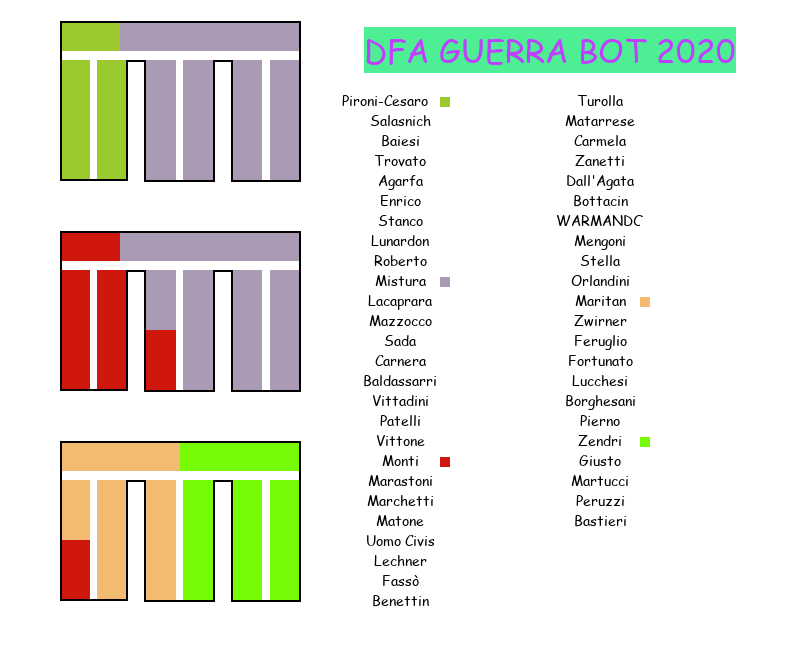 DFA GUERRA BOT 2020
Pironi-Cesaro
Salasnich
Baiesi
Trovato
Agarfa
Enrico
Stanco
Lunardon
Roberto
Mistura
Lacaprara
Mazzocco
Sada
Carnera
Baldassarri
Vittadini
Patelli
Vittone
Monti
Marastoni
Marchetti
Matone
Uomo Civis
Lechner
Fassò
Benettin
Turolla
Matarrese
Carmela
Zanetti
Dall'Agata
Bottacin
WARMANDC
Mengoni
Stella
Orlandini
Maritan
Zwirner
Feruglio
Fortunato
Lucchesi
Borghesani
Pierno
Zendri
Giusto
Martucci
Peruzzi
Bastieri